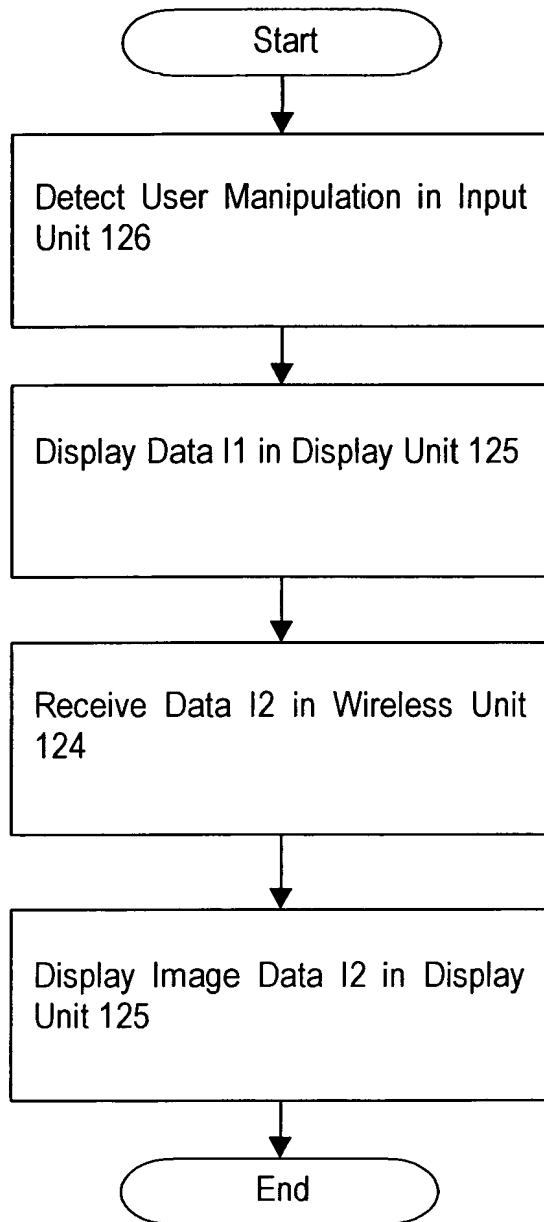 Start
Detect User Manipulation in Input
Unit 126
Display Data I1 in Display Unit 125
Receive Data I2 in Wireless Unit
124
Display Image Data I2 in Display
Unit 125
End